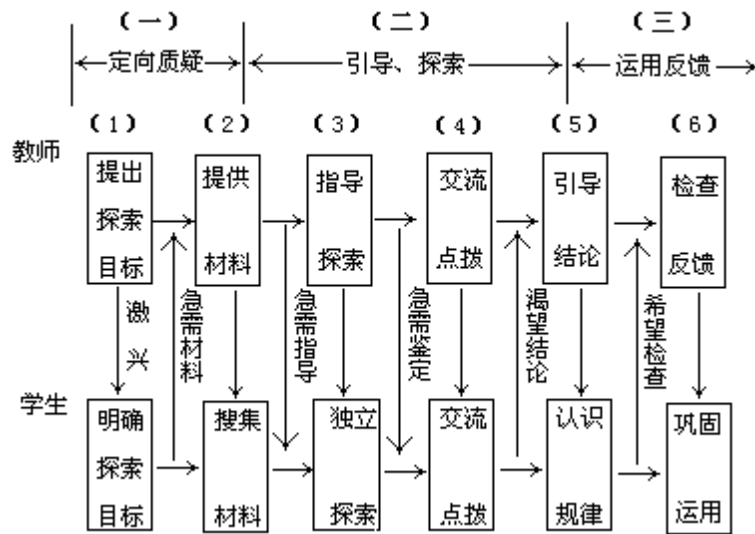 （一） （二） （三）
定向质疑 引导、探索 运用反馈
（1） （2） （3） （4） （5） （6）
教师
提出 提供 指导 交流 引导 检查
探索
目标 材料 探索 点拨 结论 反馈
激兴
急需材料
急需指导
急需鉴定
渴望结论
希望检查
学生
明确 搜集 独立 交流 认识 巩固
探索
目标 材料 探索 点拨 规律 运用